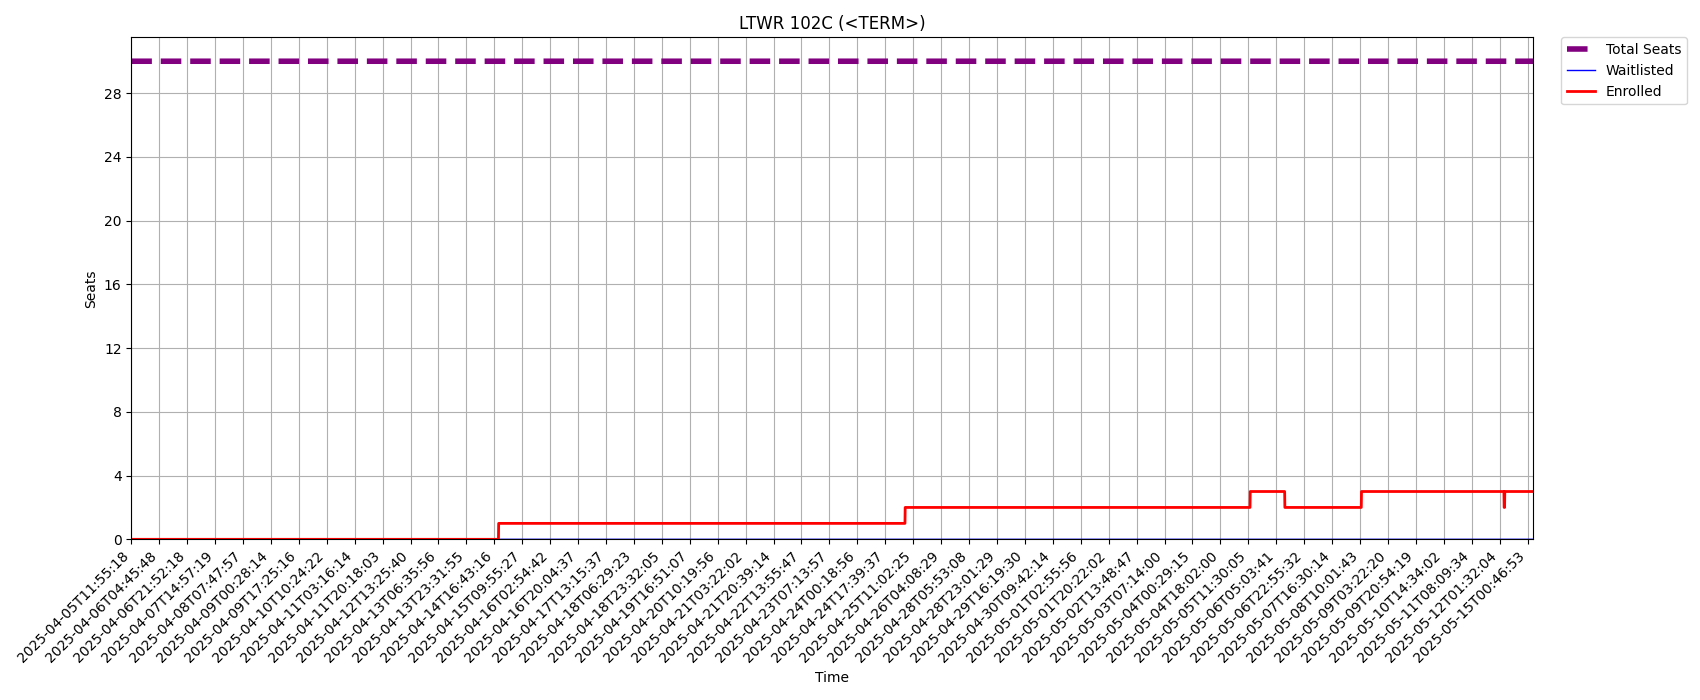 LTWR 102C (<TERM>)
Total Seats
Waitlisted
Enrolled
Seats
28
24
20
16
12
8
4
0
2025-04-05T11:55:18
2025-04-06T04:45:48
2025-04-06T21:52:18
2025-04-07T14:57:19
2025-04-08T07:47:57
2025-04-09T00:28:14
2025-04-09T17:25:16
2025-04-10T10:24:22
2025-04-11T03:16:14
2025-04-11T20:18:03
2025-04-12T13:25:40
2025-04-13T06:35:56
2025-04-13T23:31:55
2025-04-14T16:43:16
2025-04-15T09:55:27
2025-04-16T02:54:42
2025-04-16T20:04:37
2025-04-17T13:15:37
2025-04-18T06:29:23
2025-04-18T23:32:05
2025-04-19T16:51:07
2025-04-20T10:19:56
2025-04-21T03:22:02
2025-04-21T20:39:14
2025-04-22T13:55:47
2025-04-23T07:13:57
2025-04-24T00:18:56
2025-04-24T17:39:37
2025-04-25T11:02:25
2025-04-26T04:08:29
2025-04-28T05:53:08
2025-04-28T23:01:29
2025-04-29T16:19:30
2025-04-30T09:42:14
2025-05-01T02:55:56
2025-05-01T20:22:02
2025-05-02T13:48:47
2025-05-03T07:14:00
2025-05-04T00:29:15
2025-05-04T18:02:00
2025-05-05T11:30:05
2025-05-06T05:03:41
2025-05-06T22:55:32
2025-05-07T16:30:14
2025-05-08T10:01:43
2025-05-09T03:22:20
2025-05-09T20:54:19
2025-05-10T14:34:02
2025-05-11T08:09:34
2025-05-12T01:32:04
2025-05-15T00:46:53
Time